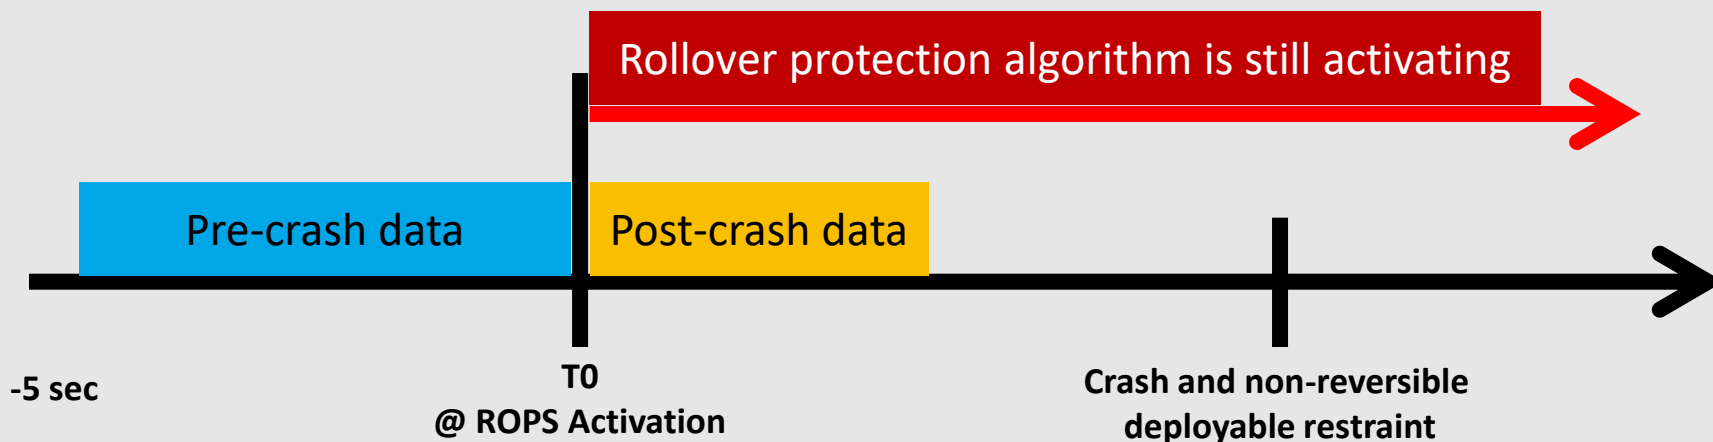 Rollover protection algorithm is still activating
Pre-crash data
Post-crash data
-5 sec
T0
@ ROPS Activation
Crash and non-reversible
deployable restraint